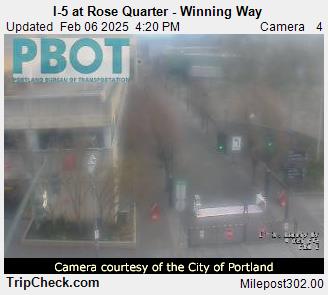 I-5 at Rose Quarter - Winning Way
Updated Feb 06 2025 4:20 PM Camera 4
PBOT
PORTLAND BUREAU OF TRANSPORTATION
Camera courtesy of the City of Portland
TripCheck.com Milepost302.00